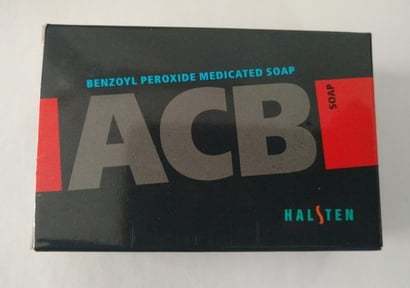 BENZOYL PEROXIDE MEDICATED SOAP
ACB
SOAP
HALSTEN